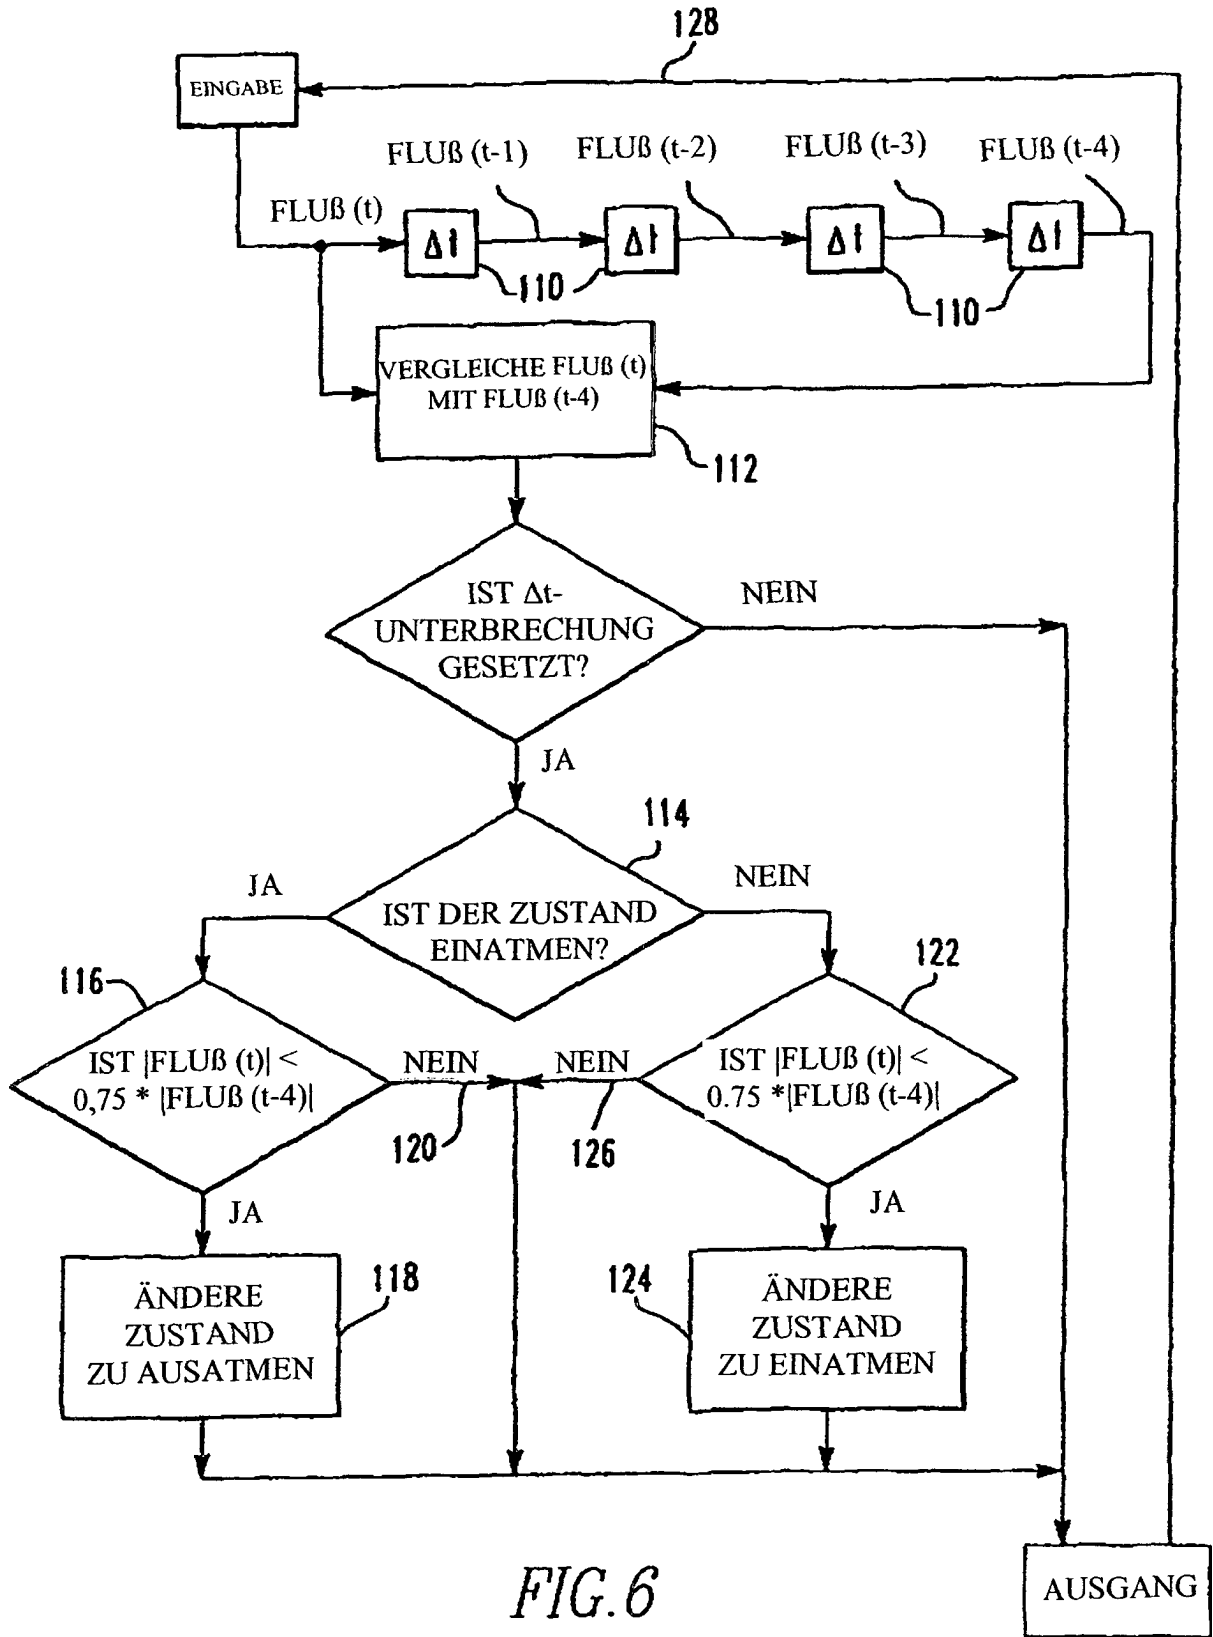 128
EINGABE
FLUß (t-1)
FLUß (t-2)
FLUß (t-3)
FLUß (t-4)
FLUß (t)
Δt
Δt
Δt
Δt
110
110
VERGLEICHE FLUß (t)
MIT FLUß (t-4)
112
IST Δt-
UNTERBRECHUNG
GESETZT?
NEIN
JA
114
JA
NEIN
IST DER ZUSTAND
EINATMEN?
116
122
IST |FLUß (t)| <
0,75 * |FLUß (t-4)|
NEIN
NEIN
IST |FLUß (t)| <
0.75 *|FLUß (t-4)|
120
126
JA
JA
ÄNDERE
ZUSTAND
ZU AUSATMEN
118
124
ÄNDERE
ZUSTAND
ZU EINATMEN
AUSGANG
FIG.6